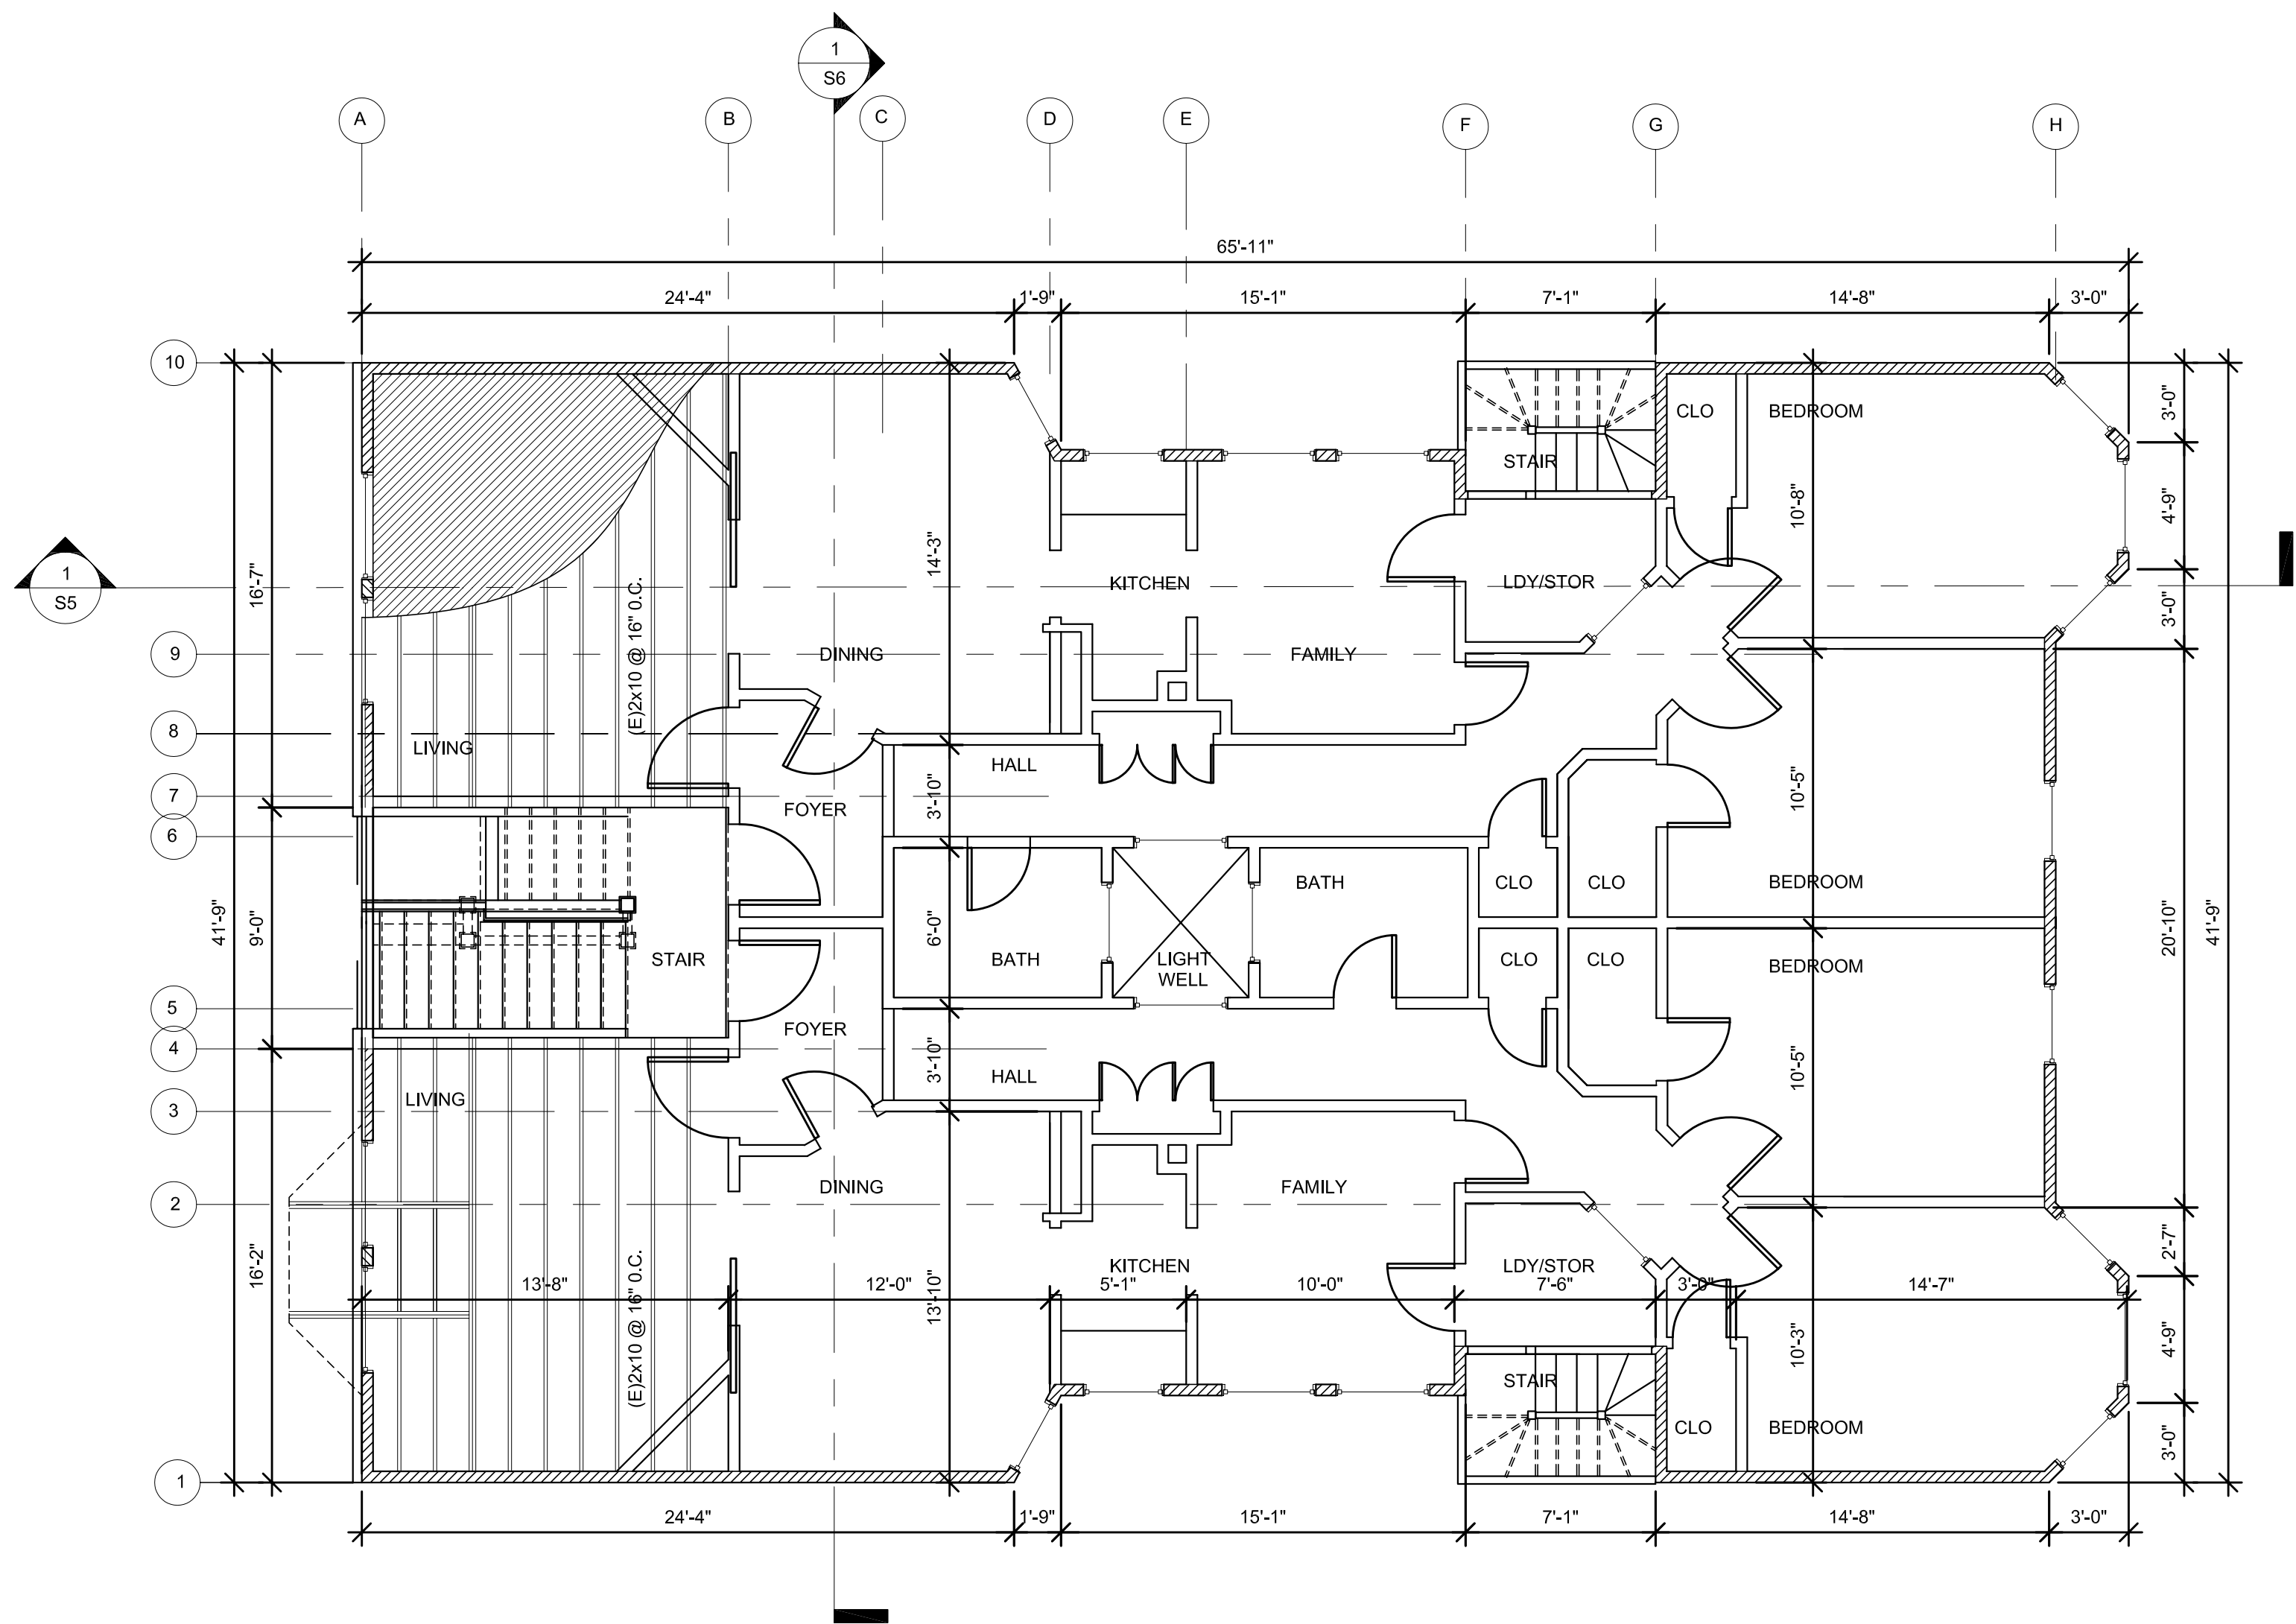 1
S6
A
B
C
D
E
F
G
H
65'-11"
24'-4"
1'-9"
15'-1"
7'-1"
14'-8"
3'-0"
10
CLO
BEDROOM
3'-0"
STAIR
4'-9"
10'-8"
14'-3"
1
S5
16'-7"
(E)2x10 @ 16" O.C.
KITCHEN
LDY/STOR
3'-0"
9
DINING
FAMILY
8
LIVING
HALL
7
FOYER
3'-10"
10'-5"
6
BATH
CLO
CLO
BEDROOM
41'-9"
9'-0"
6'-0"
20'-10"
41'-9"
STAIR
BATH
LIGHT
WELL
CLO
CLO
BEDROOM
5
FOYER
4
3'-10"
10'-5"
HALL
LIVING
3
2
DINING
FAMILY
2'-7"
16'-2"
KITCHEN
LDY/STOR
13'-8"
12'-0"
5'-1"
10'-0"
7'-6"
3'-0"
14'-7"
(E)2x10 @ 16" O.C.
13'-10"
10'-3"
4'-9"
STAIR
CLO
BEDROOM
3'-0"
1
24'-4"
1'-9"
15'-1"
7'-1"
14'-8"
3'-0"